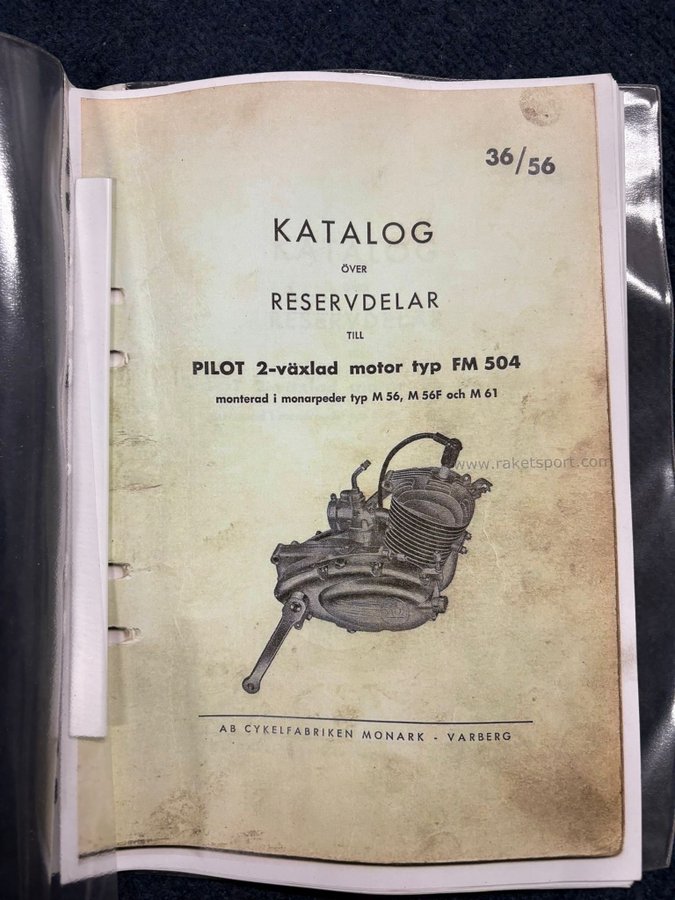 36/56
KATALOG
ÖVER
RESERVDELAR
TILL
PILOT 2-växlad motor typ FM 504
monterad i monarpeder typ M 56, M 56F och M 61
www.raketsport.com
AB CYKELFABRIKEN MONARK - VARBERG